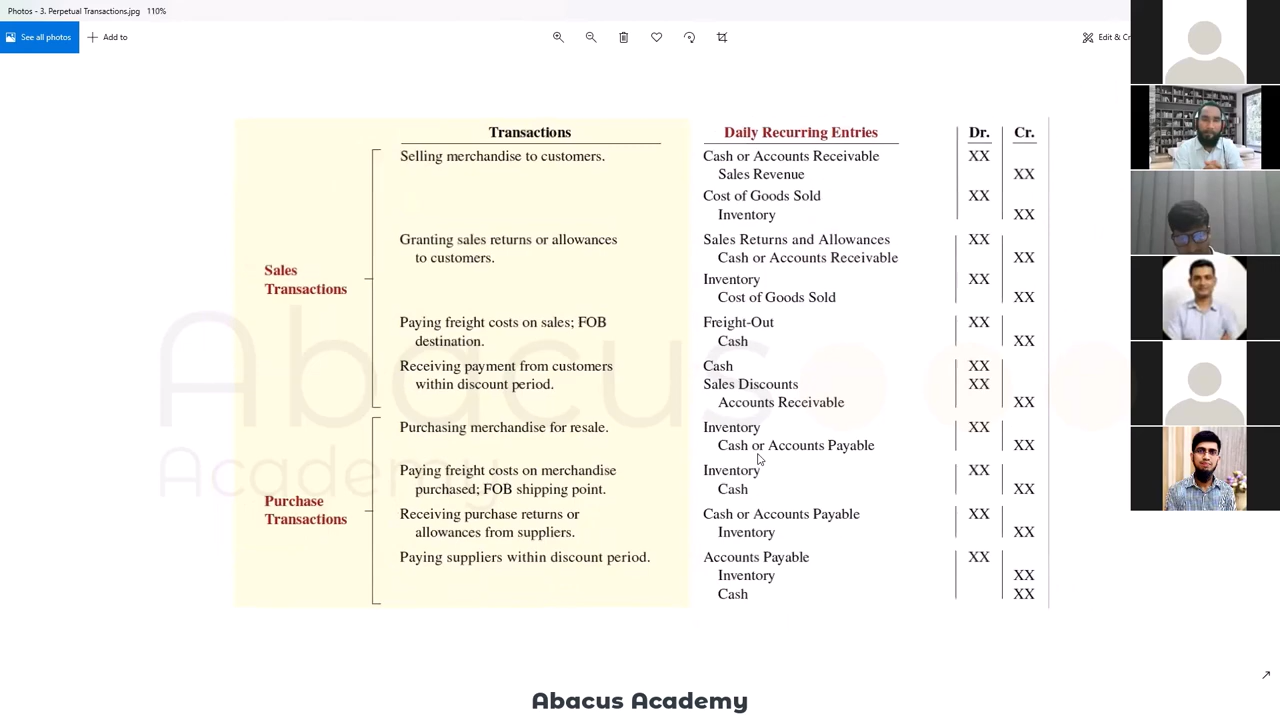 Photos - 3. Perpetual Transactions.jpg 110%
See all photos
Add to
Edit & Cr
Transactions
Daily Recurring Entries Dr. Cr.
Selling merchandise to customers. Cash or Accounts Receivable XX
Sales Revenue XX
Cost of Goods Sold XX
Inventory XX
Granting sales returns or allowances Sales Returns and Allowances XX
to customers. Cash or Accounts Receivable XX
Sales
Transactions
Inventory XX
Cost of Goods Sold XX
Paying freight costs on sales; FOB Freight-Out XX
destination. Cash XX
Receiving payment from customers Cash XX
within discount period. Sales Discounts XX
Accounts Receivable XX
Purchasing merchandise for resale. Inventory XX
Cash or Accounts Payable XX
Paying freight costs on merchandise Inventory XX
purchased; FOB shipping point. Cash XX
Purchase
Transactions
Receiving purchase returns or Cash or Accounts Payable XX
allowances from suppliers. Inventory XX
Paying suppliers within discount period. Accounts Payable XX
Inventory XX
Cash XX
Abacus
Academy
Abacus Academy